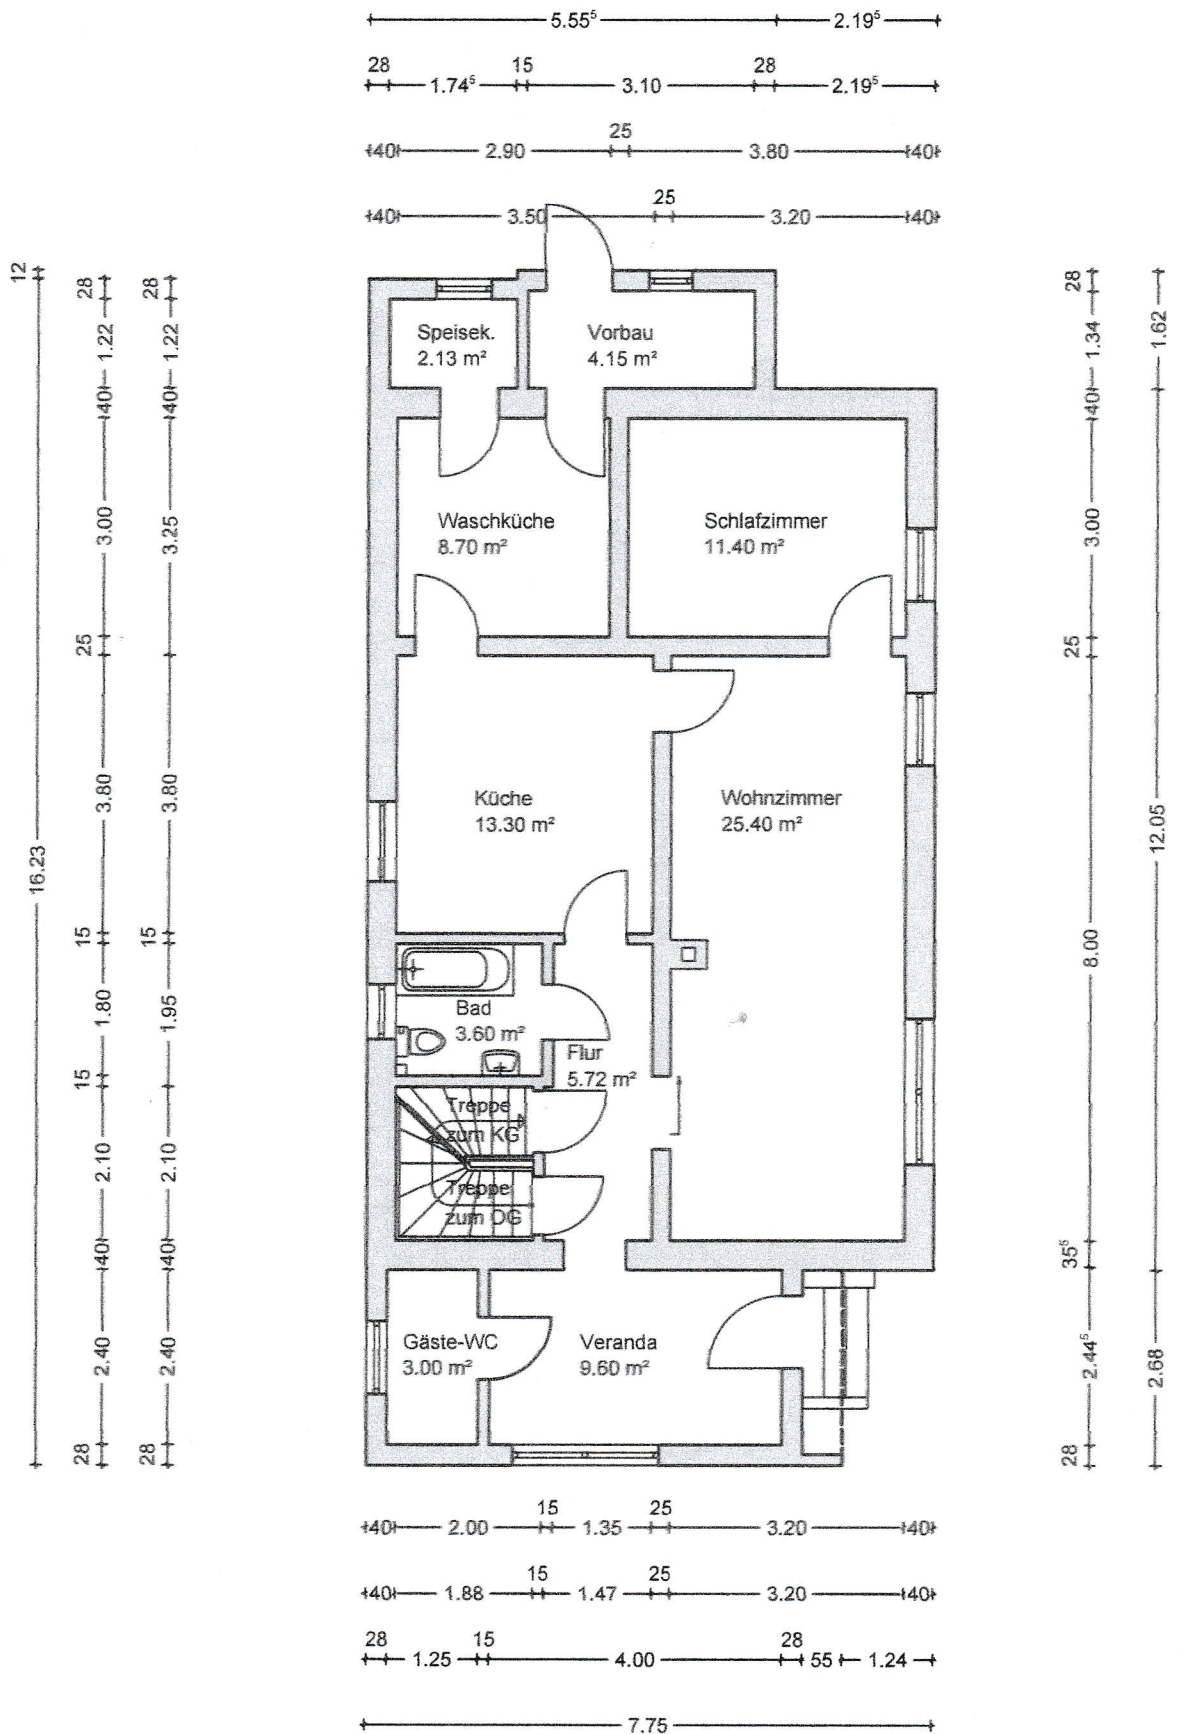 5.55⁵ 2.19⁵
28 15 28
1.74⁵ 3.10 2.19⁵
25
40 2.90 3.80 40
25
40 3.50 3.20 40
12
16.23
28
1.22
40
3.00
25
3.80
15
1.80
15
2.10
40
2.40
28
28
1.22
40
3.25
3.80
15
1.95
2.10
40
2.40
28
Speisek.
2.13 m²
Vorbau
4.15 m²
Waschküche
8.70 m²
Schlafzimmer
11.40 m²
Küche
13.30 m²
Wohnzimmer
25.40 m²
Bad
3.60 m²
Flur
5.72 m²
Treppe
zum KG
Treppe
zum OG
Gäste-WC
3.00 m²
Veranda
9.60 m²
28
1.34
40
3.00
25
8.00
35⁵
2.44⁵
28
1.62
12.05
2.68
15 25
40 2.00 1.35 3.20 40
15 25
40 1.88 1.47 3.20 40
28 15 28
1.25 4.00 55 1.24
7.75